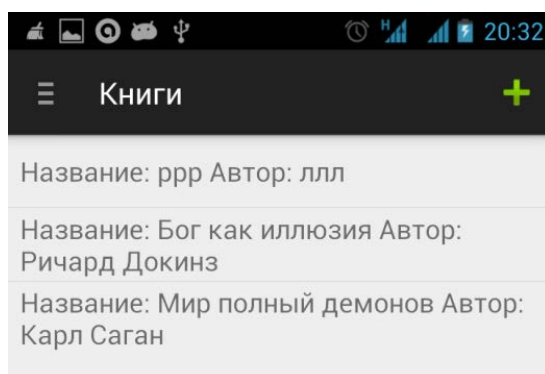 H 20:32
Книги
Название: ррр Автор: ллл
Название: Бог как иллюзия Автор:
Ричард Докинз
Название: Мир полный демонов Автор:
Карл Саган